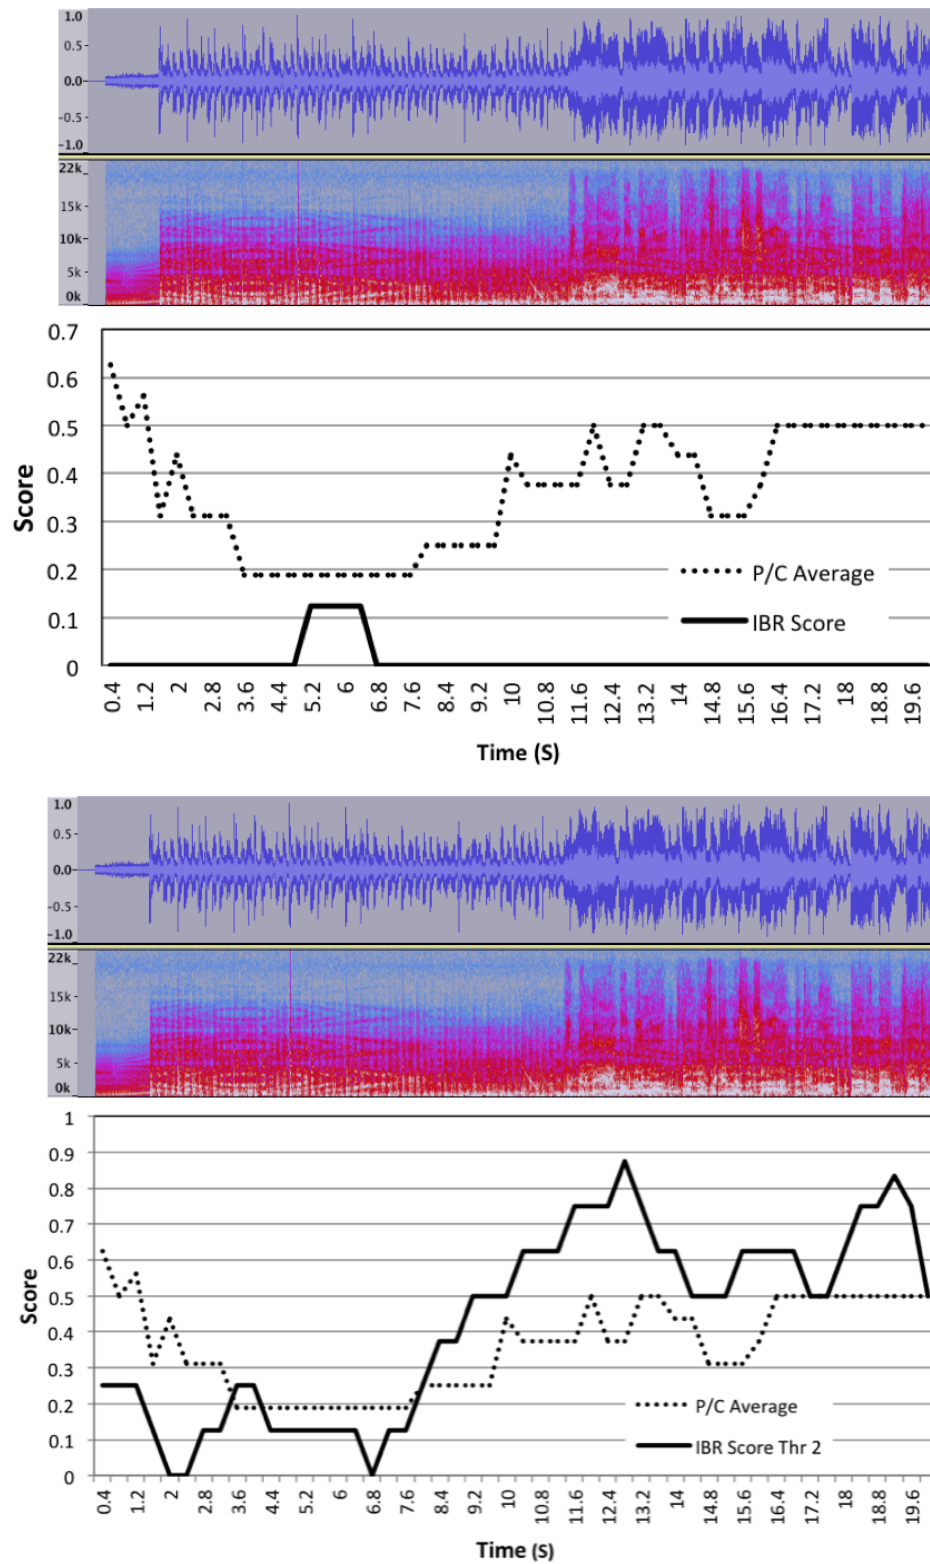 1.0
0.5
0.0
-0.5
-1.0
22k
15k
10k
5k
0k
0.7
0.6
0.5
0.4
0.3
0.2
0.1
0
Score
P/C Average
IBR Score
0.4 1.2 2 2.8 3.6 4.4 5.2 6 6.8 7.6 8.4 9.2 10 10.8 11.6 12.4 13.2 14 14.8 15.6 16.4 17.2 18 18.8 19.6
Time (S)
1.0
0.5
0.0
-0.5
-1.0
22k
15k
10k
5k
0k
1
0.9
0.8
0.7
0.6
0.5
0.4
0.3
0.2
0.1
0
Score
P/C Average
IBR Score Thr 2
0.4 1.2 2 2.8 3.6 4.4 5.2 6 6.8 7.6 8.4 9.2 10 10.8 11.6 12.4 13.2 14 14.8 15.6 16.4 17.2 18 18.8 19.6
Time (S)